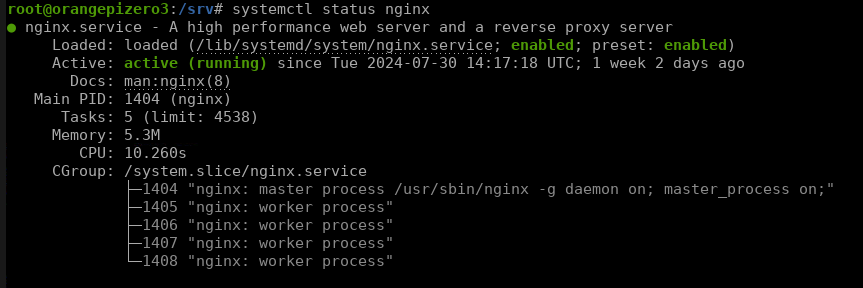 root@orangepizero3:/srv# systemctl status nginx
● nginx.service - A high performance web server and a reverse proxy server
     Loaded: loaded (/lib/systemd/system/nginx.service; enabled; preset: enabled)
     Active: active (running) since Tue 2024-07-30 14:17:18 UTC; 1 week 2 days ago
       Docs: man:nginx(8)
   Main PID: 1404 (nginx)
      Tasks: 5 (limit: 4538)
     Memory: 5.3M
        CPU: 10.260s
     CGroup: /system.slice/nginx.service
             ├─1404 "nginx: master process /usr/sbin/nginx -g daemon on; master_process on;"
             ├─1405 "nginx: worker process"
             ├─1406 "nginx: worker process"
             ├─1407 "nginx: worker process"
             └─1408 "nginx: worker process"